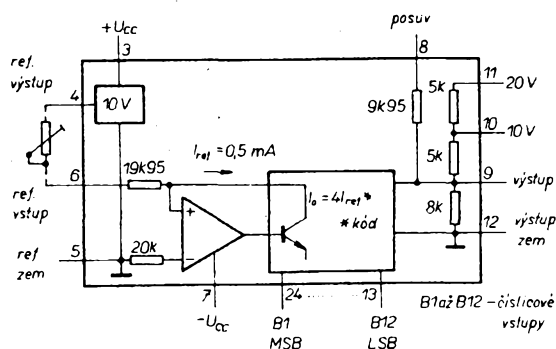 +Ucc
posuv
3
8
ref.
výstup
4
10 V
9k95
5k
11
20V
10
10V
5k
6
19k95
Iref = 0,5 mA
9
výstup
ref.
vstup
Io = 4Iref*
* kód
8k
+
12
výstup
zem
ref
zem
5
20k
−
7
−Ucc
24
13
B1
MSB
B12
LSB
B1 až B12 – číslicové
vstupy